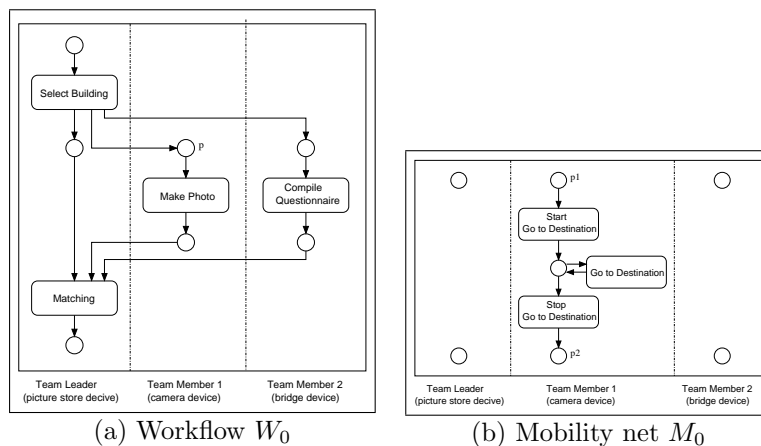 Select Building
p
Make Photo
Compile
Questionnaire
Matching
Team Leader
(picture store decive)
Team Member 1
(camera device)
Team Member 2
(bridge device)
(a) Workflow W0
p1
Start
Go to Destination
Go to Destination
Stop
Go to Destination
p2
Team Leader
(picture store decive)
Team Member 1
(camera device)
Team Member 2
(bridge device)
(b) Mobility net M0